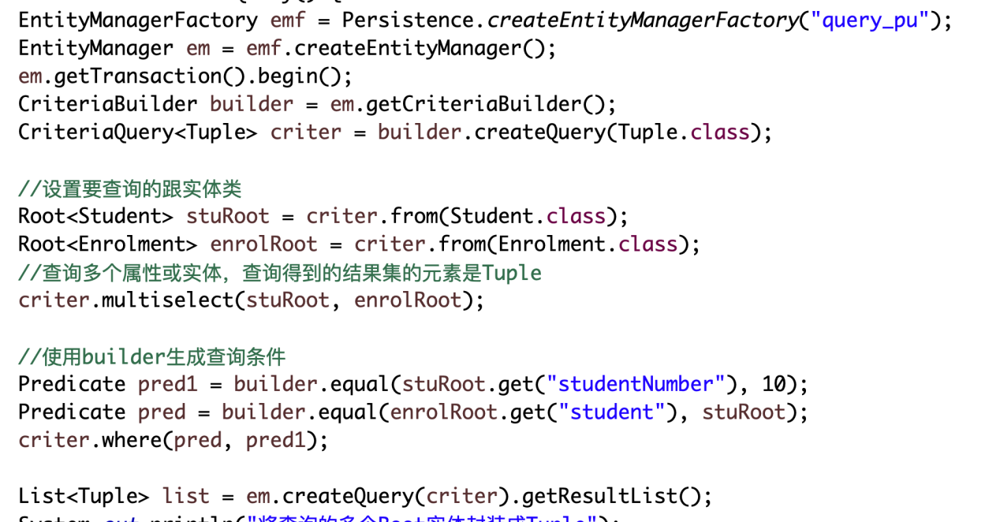 EntityManagerFactory emf = Persistence.createEntityManagerFactory("query_pu");
EntityManager em = emf.createEntityManager();
em.getTransaction().begin();
CriteriaBuilder builder = em.getCriteriaBuilder();
CriteriaQuery<Tuple> criter = builder.createQuery(Tuple.class);
//设置要查询的跟实体类
Root<Student> stuRoot = criter.from(Student.class);
Root<Enrolment> enrolRoot = criter.from(Enrolment.class);
//查询多个属性或实体，查询得到的结果集的元素是Tuple
criter.multiselect(stuRoot, enrolRoot);
//使用builder生成查询条件
Predicate pred1 = builder.equal(stuRoot.get("studentNumber"), 10);
Predicate pred = builder.equal(enrolRoot.get("student"), stuRoot);
criter.where(pred, pred1);
List<Tuple> list = em.createQuery(criter).getResultList();
System.out.println("将查询的多个Root实体封装成Tuple");